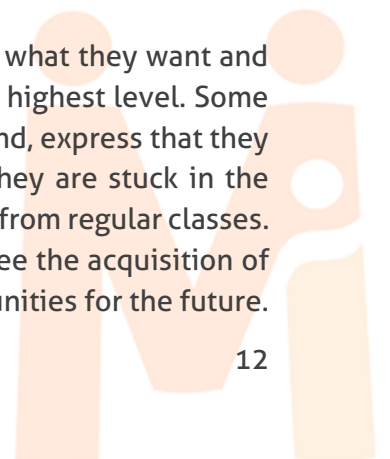 what they want and
highest level. Some
nd, express that they
hey are stuck in the
from regular classes.
ee the acquisition of
unities for the future.
12